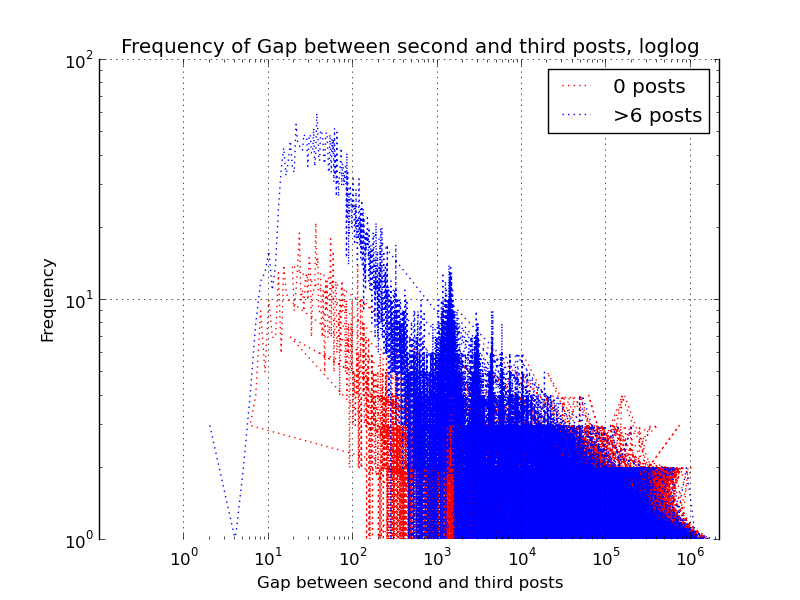 Frequency of Gap between second and third posts, loglog
10²
0 posts
>6 posts
Frequency
10¹
10⁰
10⁰ 10¹ 10² 10³ 10⁴ 10⁵ 10⁶
Gap between second and third posts